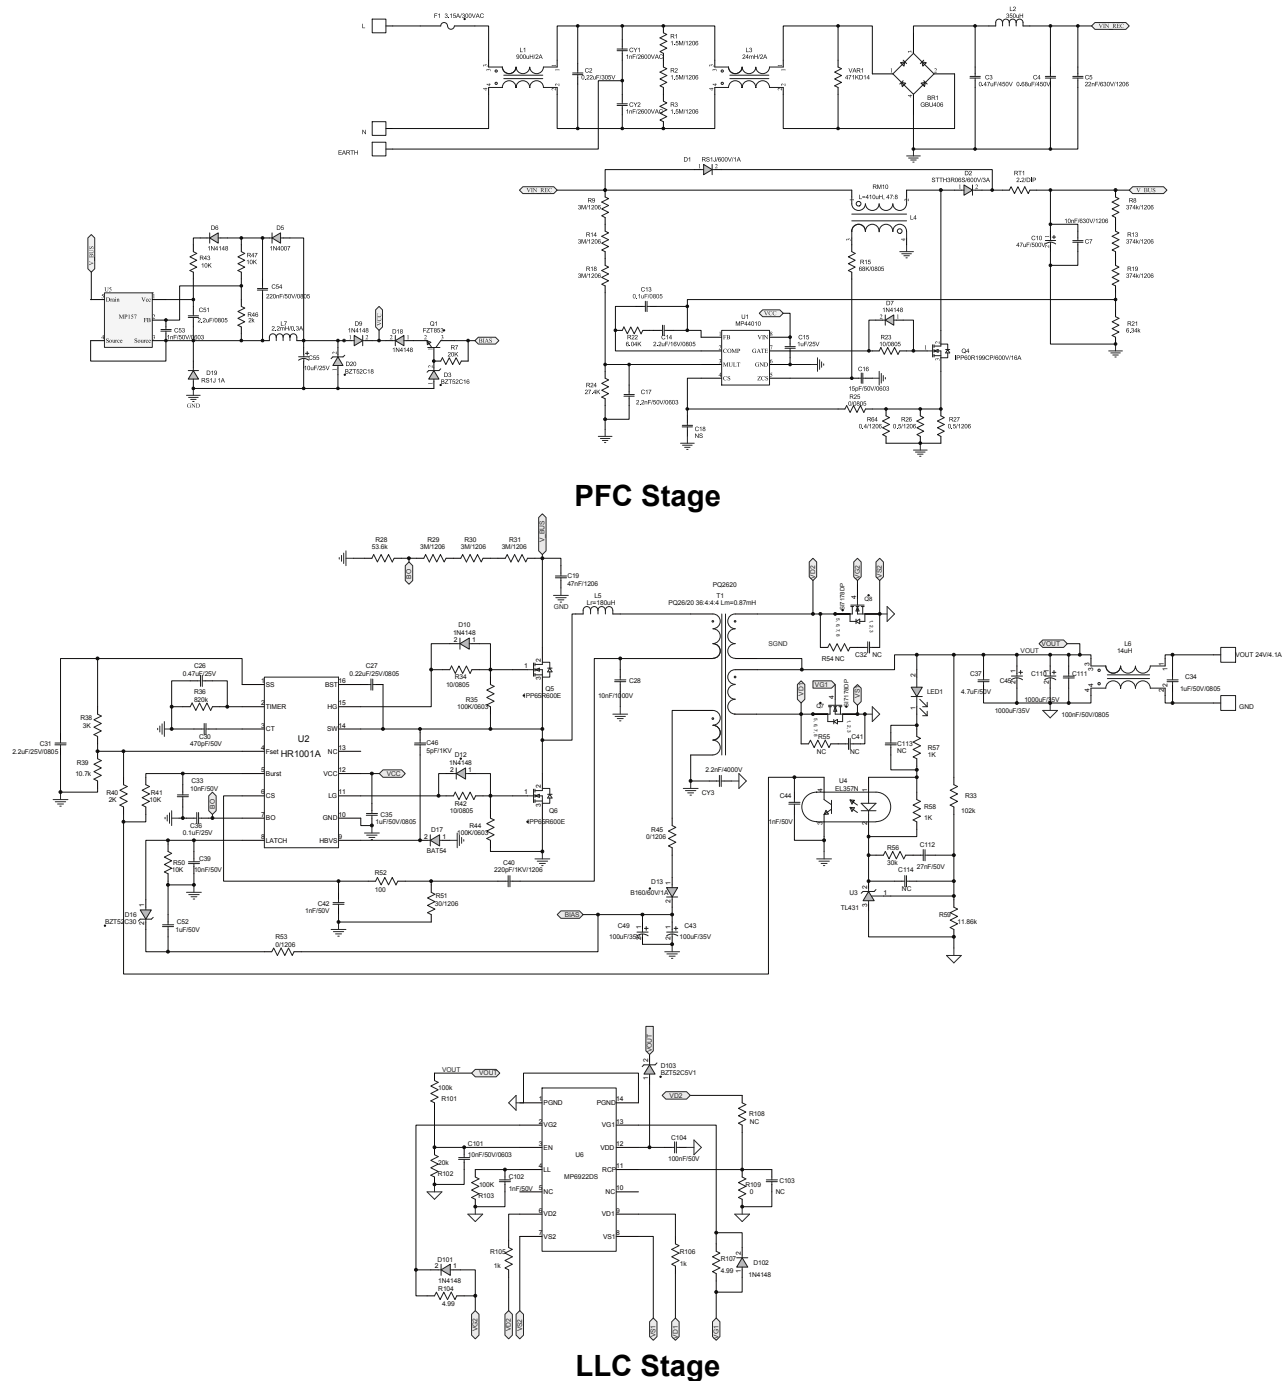 F1 3.15A/300VAC
L
N
EARTH
L1
900uH/2A
C2
0.22uF/305V
CY1
1nF/2600VAC
CY2
1nF/2600VAC
R1
1.5M/1206
R2
1.5M/1206
R3
1.5M/1206
L3
24mH/2A
VAR1
471KD14
BR1
GBU406
L2
350uH
C3
0.47uF/450V
C4
0.68uF/450V
C5
22nF/630V/1206
VIN_REC
D1
RS1J/600V/1A
VIN_REC
R9
3M/1206
R14
3M/1206
R18
3M/1206
RM10
L=410uH, 47:8
L4
D2
STTH3R06S/600V/3A
RT1
2.2/DIP
V_BUS
R8
374k/1206
R13
374k/1206
R19
374k/1206
R21
6.34k
10nF/630V/1206
C10
47uF/500V
C7
R15
68K/0805
C13
0.1uF/0805
R22
6.04K
C14
2.2uF/16V/0805
U1
MP44010
FB
COMP
MULT
CS
VIN
GATE
GND
ZCS
VCC
C15
1uF/25V
D7
1N4148
R23
10/0805
Q4
IPP60R199CP/600V/16A
C16
15pF/50V/0603
R25
0/0805
R24
27.4K
C17
2.2nF/50V/0603
C18
NS
R64
0.4/1206
R26
0.5/1206
R27
0.5/1206
V_BUS
U5
MP157
Drain
Vcc
FB
Source
Source
D6
1N4148
D5
1N4007
R43
10K
R47
10K
C54
220nF/50V/0805
C51
2.2uF/0805
R46
2k
C53
1nF/50V/0603
L7
2.2mH/0.3A
D19
RS1J 1A
GND
C55
10uF/25V
D9
1N4148
D20
BZT52C18
VCC
D18
1N4148
Q1
FZT853
R7
20K
D3
BZT52C16
BIAS
PFC Stage
R28
53.6k
BO
R29
3M/1206
R30
3M/1206
R31
3M/1206
V_BUS
C19
47nF/1206
GND
L5
Lr=180uH
PQ2620
T1
PQ26/20 36:4:4:4 Lm=0.87mH
VD2
VG2
VS2
Q8
R54 NC
C32
NC
SGND
D10
1N4148
R34
10/0805
R35
100K/0603
Q5
IPP65R600E
C26
0.47uF/25V
R36
820k
C30
470pF/50V
C27
0.22uF/25V/0805
U2
HR1001A
SS
TIMER
CT
Fset
Burst
CS
BO
LATCH
BST
HG
SW
NC
VCC
LG
GND
HBVS
R38
3K
C31
2.2uF/25V/0805
R39
10.7k
R40
2K
R41
10K
C33
10nF/50V
BO
C36
0.1uF/25V
C46
5pF/1KV
D12
1N4148
VCC
C35
1uF/50V/0805
R42
10/0805
R44
100K/0603
Q6
IPP65R600E
D17
BAT54
R50
10K
C39
10nF/50V
D16
BZT52C30
C52
1uF/50V
R52
100
C42
1nF/50V
R51
30/1206
C40
220pF/1KV/1206
R53
0/1206
C28
10nF/1000V
R45
0/1206
D13
B160/60V/1A
BIAS
C49
100uF/35V
C43
100uF/35V
2.2nF/4000V
CY3
VD1
VG1
VS1
R55
NC
C41
NC
C44
1nF/50V
U4
EL357N
LED1
C113
NC
R57
1K
R58
1K
R33
102k
R56
30k
C112
27nF/50V
C114
NC
U3
TL431
R59
11.86k
C37
4.7uF/50V
VOUT
VOUT
C45
1000uF/35V
C110
1000uF/35V
C111
100nF/50V/0805
L6
14uH
C34
1uF/50V/0805
VOUT 24V/4.1A
GND
VOUT
VOUT
100k
R101
20k
R102
C101
10nF/50V/0603
100K
R103
C102
1nF/50V
U6
MP6922DS
PGND
VG2
EN
LL
NC
VD2
VS2
PGND
VG1
VDD
RCP
NC
VD1
VS1
VOUT
D103
BZT52C5V1
VD2
C104
100nF/50V
R108
NC
R109
0
C103
NC
R105
1k
R106
1k
R107
4.99
D102
1N4148
D101
1N4148
R104
4.99
VG2
VD2
VS2
VS1
VD1
VG1
LLC Stage